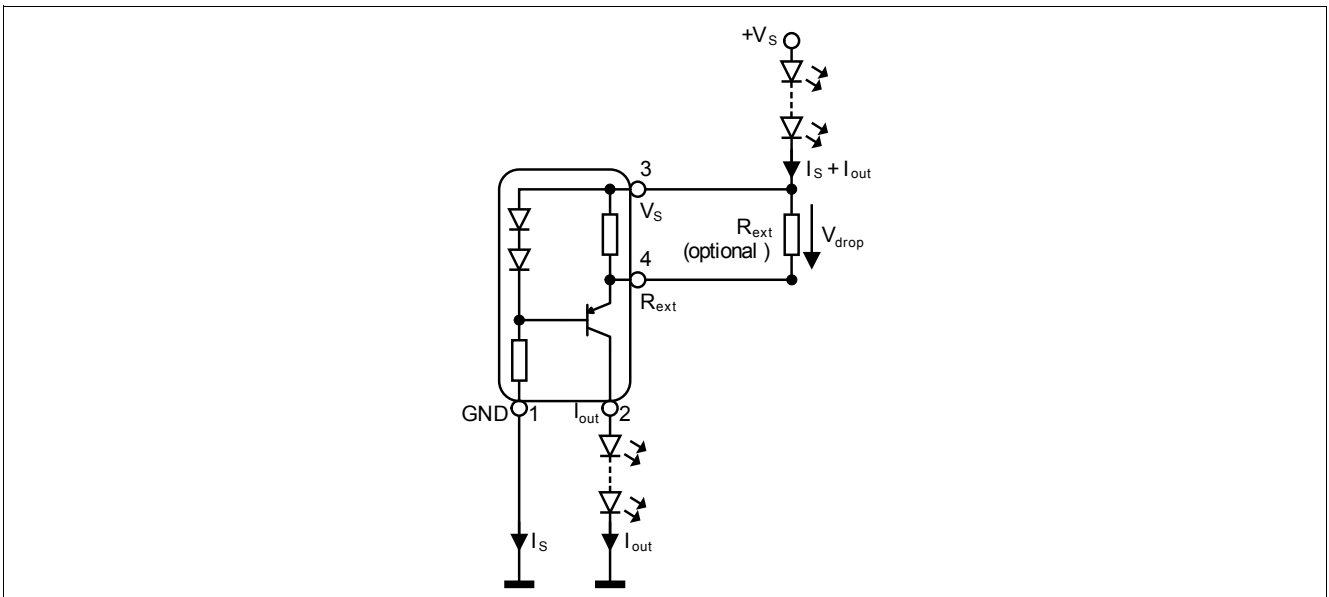 +VS
IS + Iout
3
VS
Rext
(optional )
Vdrop
4
Rext
GND
1
Iout
2
IS
Iout